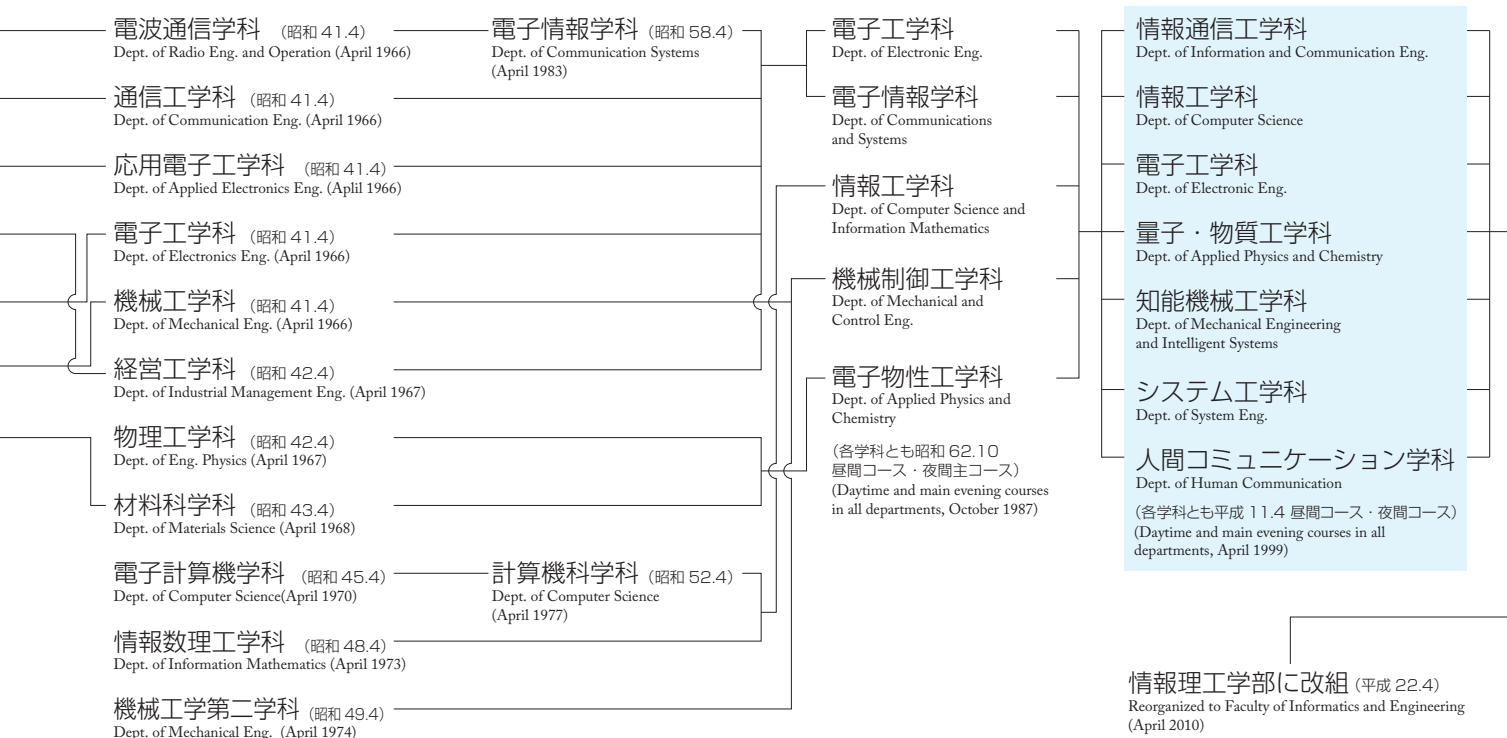 電波通信学科 (昭和 41.4)
Dept. of Radio Eng. and Operation (April 1966)
通信工学科 (昭和 41.4)
Dept. of Communication Eng. (April 1966)
応用電子工学科 (昭和 41.4)
Dept. of Applied Electronics Eng. (Aplil 1966)
電子工学科 (昭和 41.4)
Dept. of Electronics Eng. (April 1966)
機械工学科 (昭和 41.4)
Dept. of Mechanical Eng. (April 1966)
経営工学科 (昭和 42.4)
Dept. of Industrial Management Eng. (April 1967)
物理工学科 (昭和 42.4)
Dept. of Eng. Physics (April 1967)
材料科学科 (昭和 43.4)
Dept. of Materials Science (April 1968)
電子計算機学科 (昭和 45.4)
Dept. of Computer Science(April 1970)
情報数理工学科 (昭和 48.4)
Dept. of Information Mathematics (April 1973)
機械工学第二学科 (昭和 49.4)
Dept. of Mechanical Eng. (April 1974)
電子情報学科 (昭和 58.4)
Dept. of Communication Systems
(April 1983)
計算機科学科 (昭和 52.4)
Dept. of Computer Science
(April 1977)
電子工学科
Dept. of Electronic Eng.
電子情報学科
Dept. of Communications
and Systems
情報工学科
Dept. of Computer Science and
Information Mathematics
機械制御工学科
Dept. of Mechanical and
Control Eng.
電子物性工学科
Dept. of Applied Physics and
Chemistry
(各学科とも昭和 62.10
昼間コース・夜間主コース)
(Daytime and main evening courses
in all departments, October 1987)
情報通信工学科
Dept. of Information and Communication Eng.
情報工学科
Dept. of Computer Science
電子工学科
Dept. of Electronic Eng.
量子・物質工学科
Dept. of Applied Physics and Chemistry
知能機械工学科
Dept. of Mechanical Engineering
and Intelligent Systems
システム工学科
Dept. of System Eng.
人間コミュニケーション学科
Dept. of Human Communication
(各学科とも平成 11.4 昼間コース・夜間コース)
(Daytime and main evening courses in all
departments, April 1999)
情報理工学部に改組 (平成 22.4)
Reorganized to Faculty of Informatics and Engineering
(April 2010)